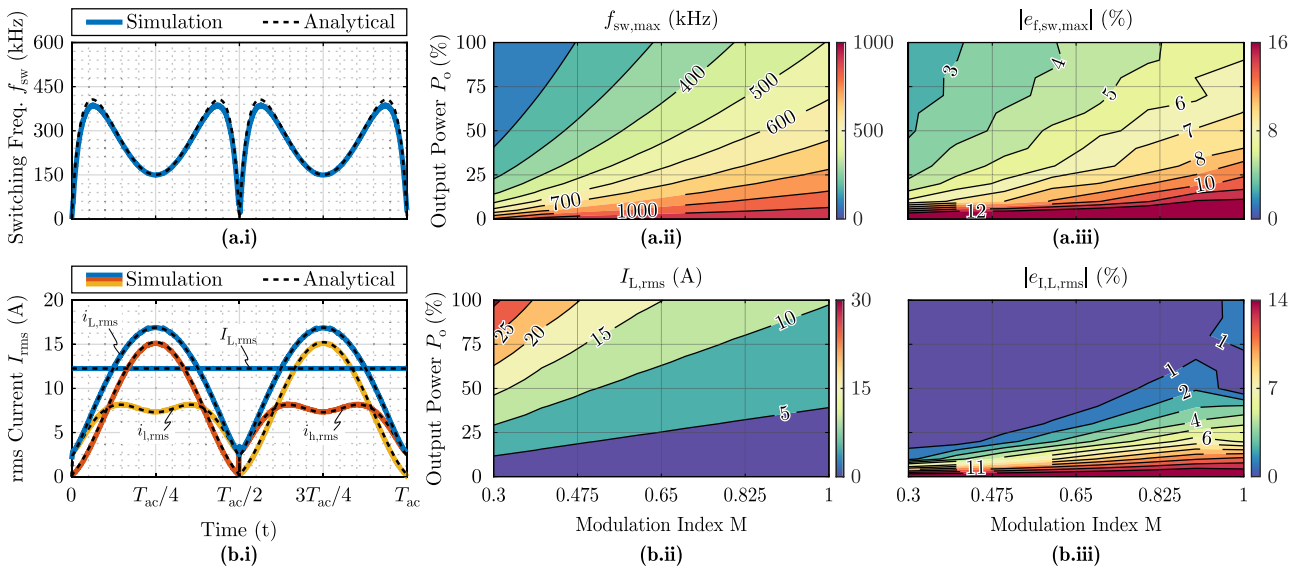 Simulation Analytical
Switching Freq. f_sw (kHz)
600
450
300
150
0
(a.i)
f_sw,max (kHz)
Output Power P_o (%)
100
75
50
25
0
400
500
600
700
1000
1000
500
0
(a.ii)
|e_f,sw,max| (%)
3
4
5
6
7
8
10
12
16
8
0
(a.iii)
Simulation Analytical
rms Current I_rms (A)
20
15
10
5
0
i_L,rms
I_L,rms
i_l,rms
i_h,rms
0 T_ac/4 T_ac/2 3T_ac/4 T_ac
Time (t)
(b.i)
I_L,rms (A)
Output Power P_o (%)
100
75
50
25
0
25
20
15
10
5
30
15
0
0.3 0.475 0.65 0.825 1
Modulation Index M
(b.ii)
|e_I,L,rms| (%)
1
1
2
4
6
11
14
7
0
0.3 0.475 0.65 0.825 1
Modulation Index M
(b.iii)